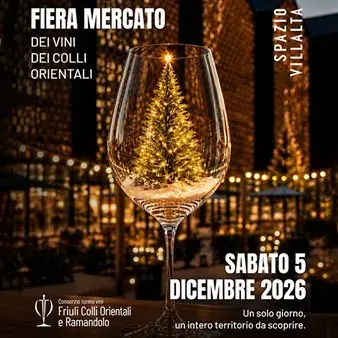 FIERA MERCATO
DEI VINI
DEI COLLI
ORIENTALI
SPAZIO
VILLALTA
SABATO 5
DICEMBRE 2026
Un solo giorno,
un intero territorio da scoprire.
Consorzio tutela vini
Friuli Colli Orientali
e Ramandolo